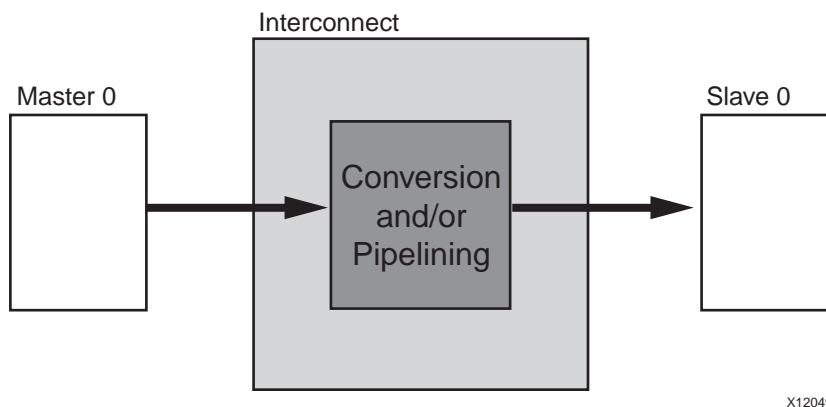 Interconnect
Master 0
Slave 0
Conversion
and/or
Pipelining